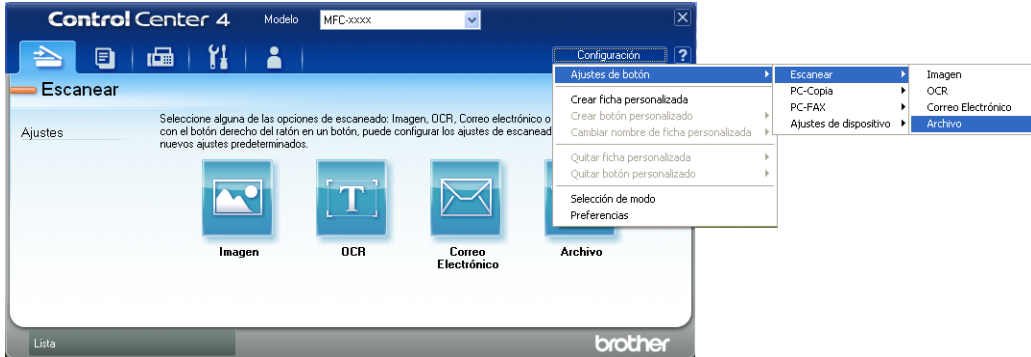 Control Center 4
Modelo
MFC-xxxx
Configuración
?
Escanear
Ajustes
Seleccione alguna de las opciones de escaneado: Imagen, OCR, Correo electrónico o
con el botón derecho del ratón en un botón, puede configurar los ajustes de escanead
nuevos ajustes predeterminados.
T
Imagen
OCR
Correo
Electrónico
Archivo
Ajustes de botón
Crear ficha personalizada
Crear botón personalizado
Cambiar nombre de ficha personalizada
Quitar ficha personalizada
Quitar botón personalizado
Selección de modo
Preferencias
Escanear
PC-Copia
PC-FAX
Ajustes de dispositivo
Imagen
OCR
Correo Electrónico
Archivo
Lista
brother